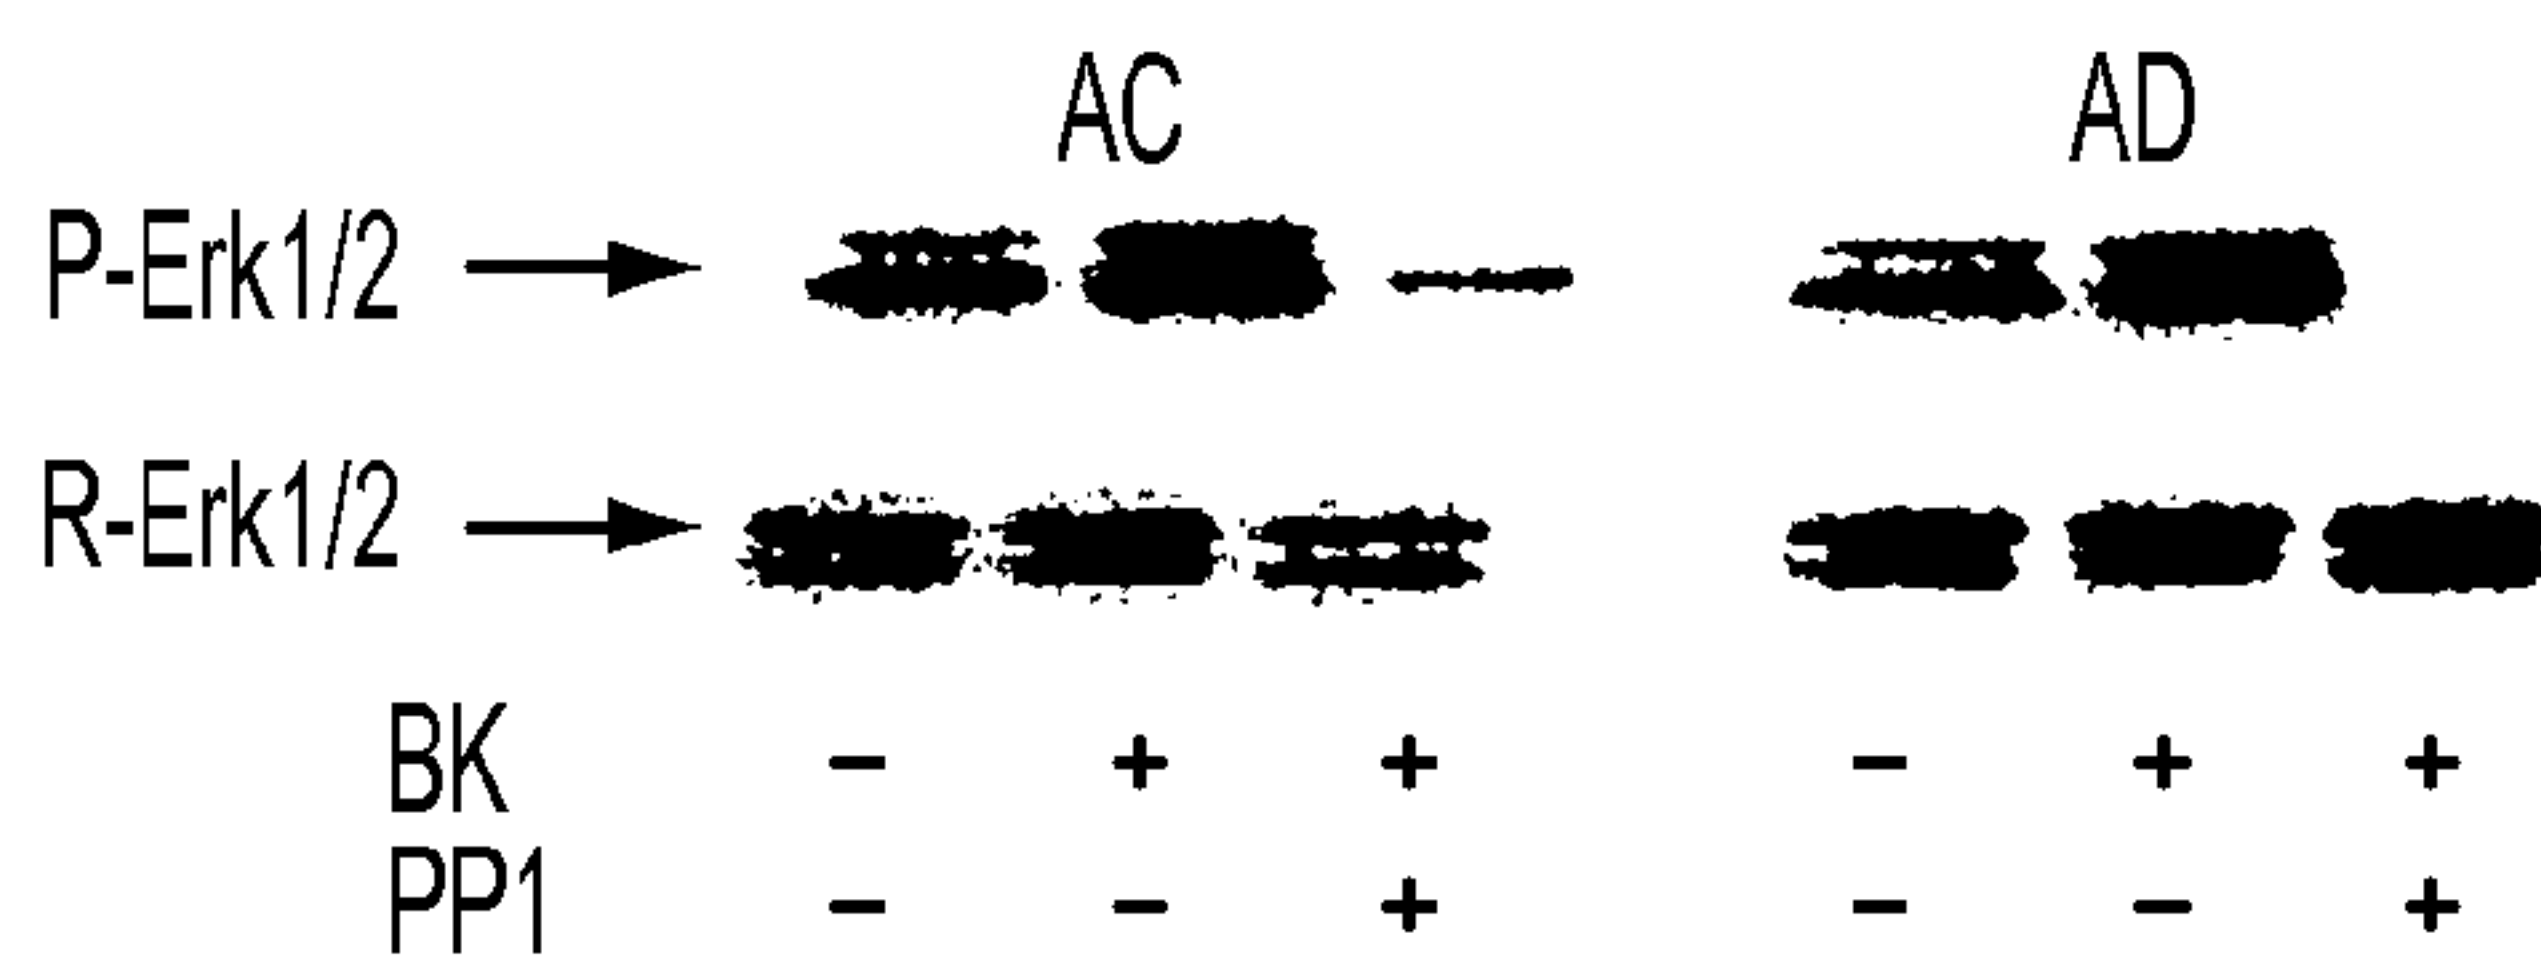 AC AD
P-Erk1/2
R-Erk1/2
BK − + + − + +
PP1 − − + − − +